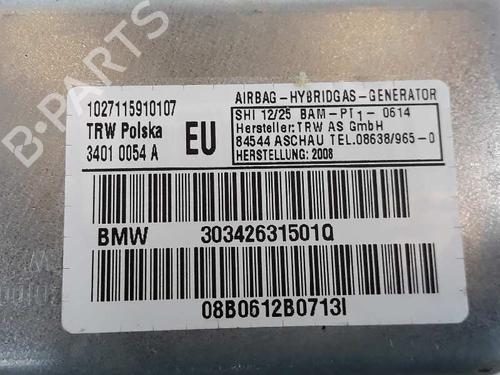 B-PARTS
1027115910107
TRW Polska
3401 0054 A
EU
AIRBAG-HYBRIDGAS-GENERATOR
SHI 12/25 BAM-PT1-0614
Hersteller:TRW AS GmbH
84544 ASCHAU TEL.08638/965-0
HERSTELLUNG: 2008
BMW 30342631501Q
08B0612B0713I